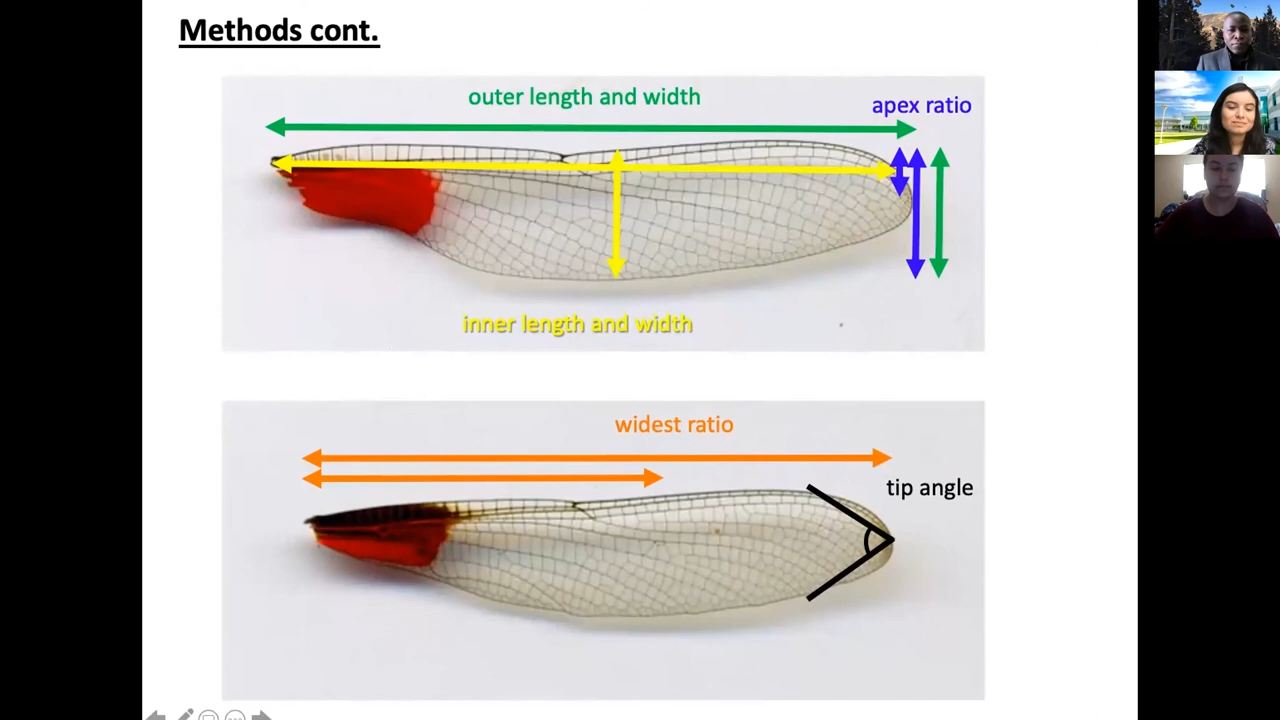 Methods cont.
outer length and width
apex ratio
inner length and width
widest ratio
tip angle